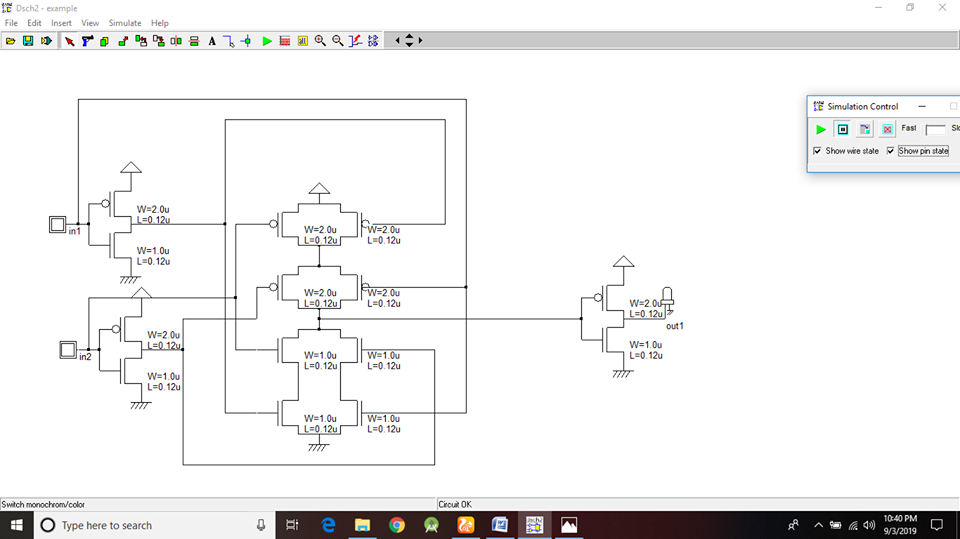 Dsch2 - example
File Edit Insert View Simulate Help
A
Simulation Control
Fast Slo
Show wire state Show pin state
W=2.0u
L=0.12u
in1
W=1.0u
L=0.12u
W=2.0u
L=0.12u
W=2.0u
L=0.12u
W=2.0u
L=0.12u
W=2.0u
L=0.12u
W=2.0u
L=0.12u
out1
W=2.0u
L=0.12u
in2
W=1.0u
L=0.12u
W=1.0u
L=0.12u
W=1.0u
L=0.12u
W=1.0u
L=0.12u
W=1.0u
L=0.12u
W=1.0u
L=0.12u
Switch monochrom/color
Circuit OK
Type here to search
10:40 PM
9/3/2019